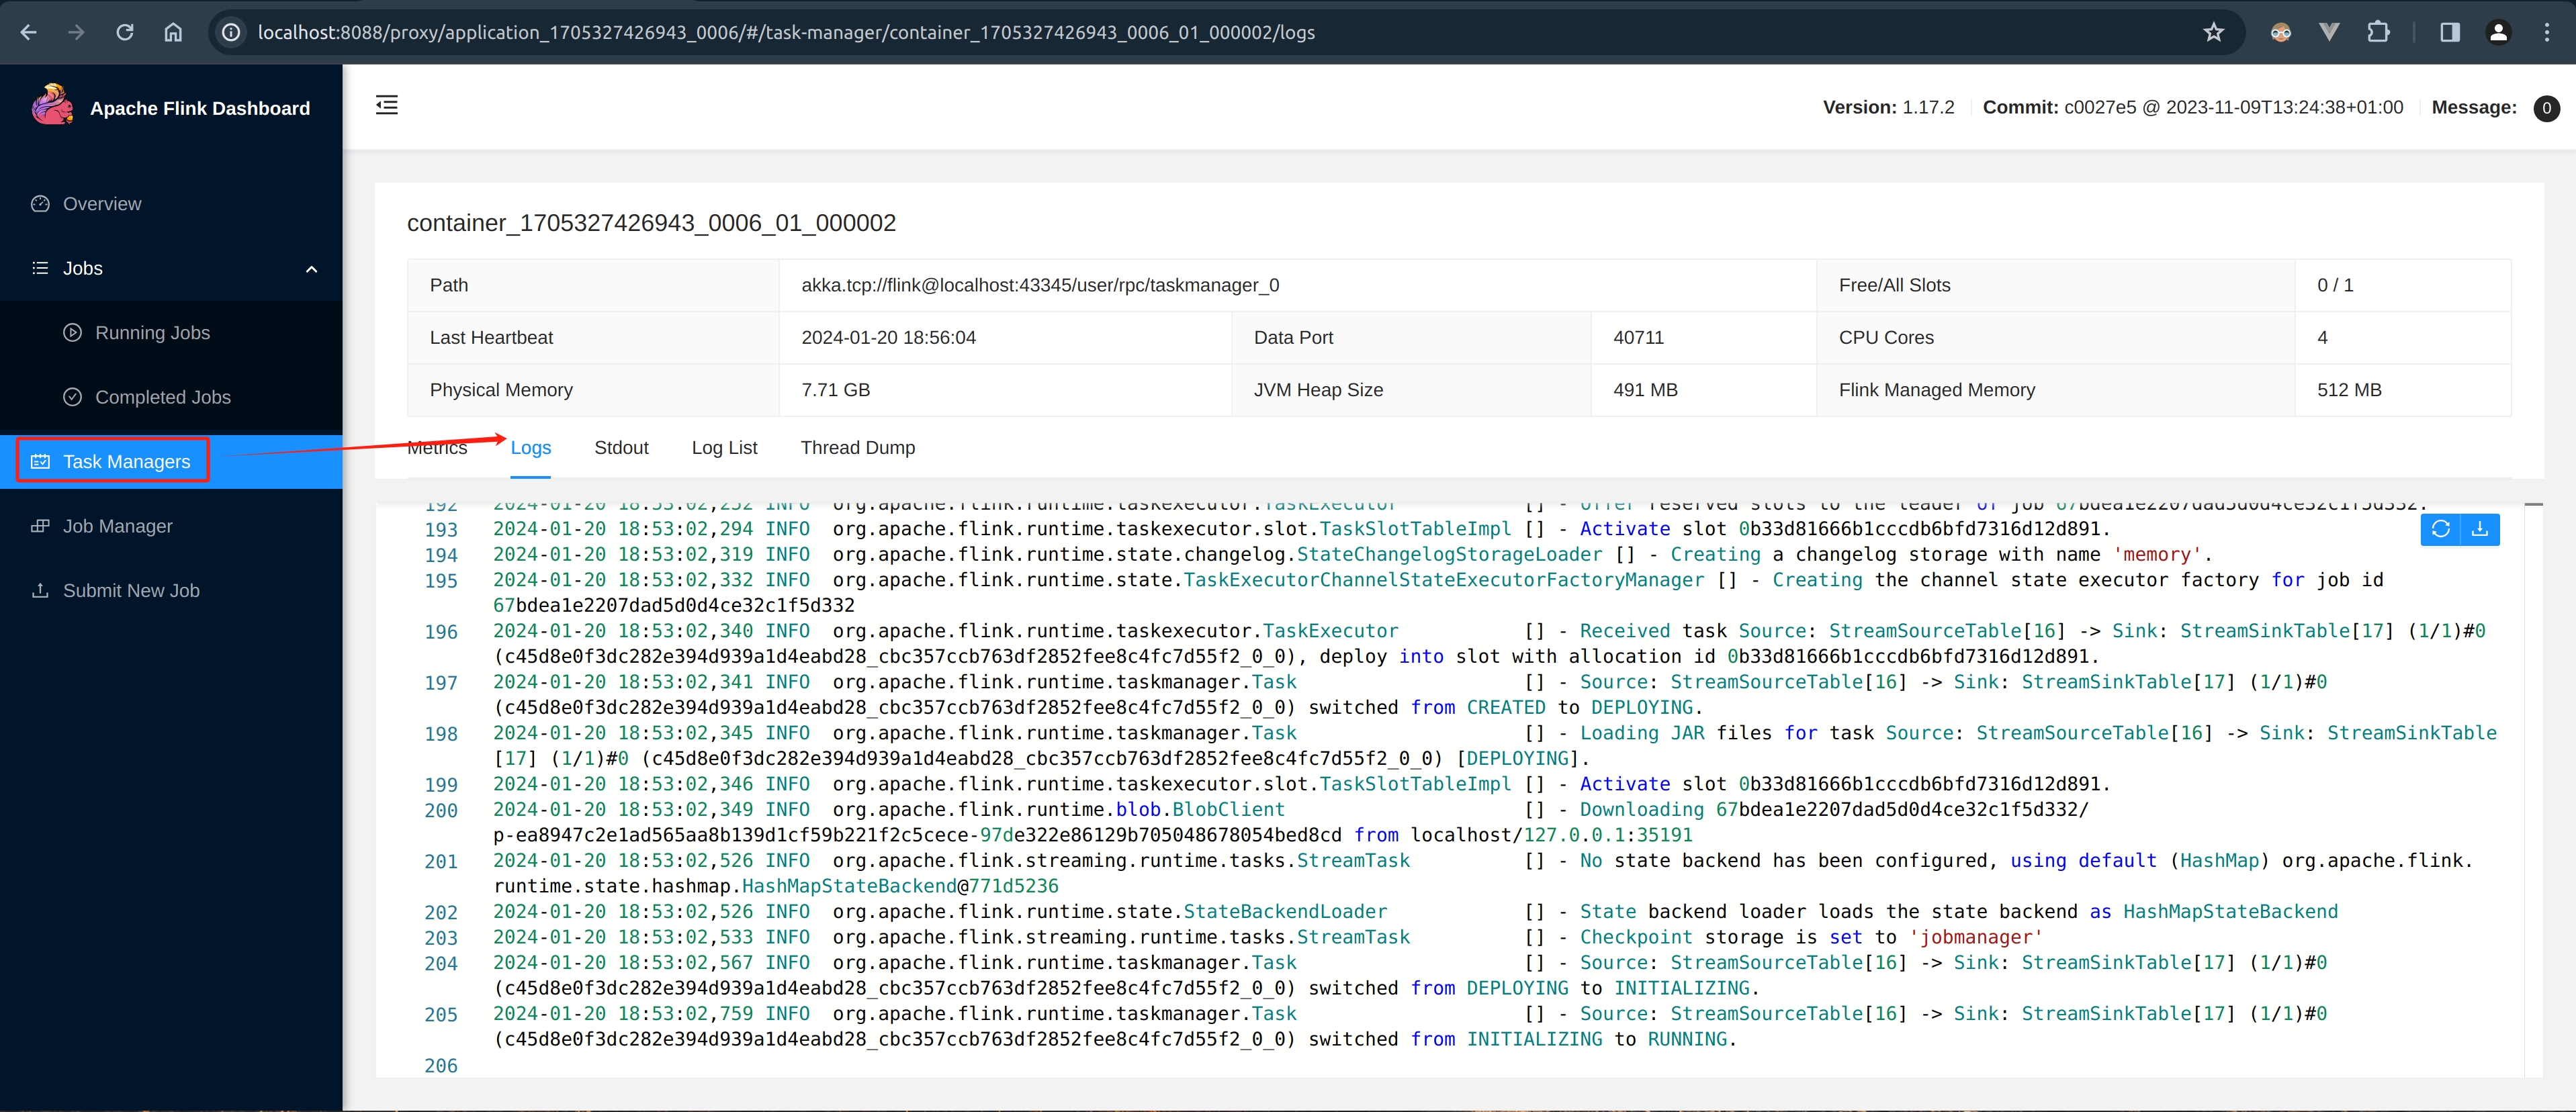 localhost:8088/proxy/application_1705327426943_0006/#/task-manager/container_1705327426943_0006_01_000002/logs
Apache Flink Dashboard
Version: 1.17.2 Commit: c0027e5 @ 2023-11-09T13:24:38+01:00 Message: 0
Overview
Jobs
Running Jobs
Completed Jobs
Task Managers
Job Manager
Submit New Job
container_1705327426943_0006_01_000002
Path akka.tcp://flink@localhost:43345/user/rpc/taskmanager_0 Free/All Slots 0 / 1
Last Heartbeat 2024-01-20 18:56:04 Data Port 40711 CPU Cores 4
Physical Memory 7.71 GB JVM Heap Size 491 MB Flink Managed Memory 512 MB
Metrics Logs Stdout Log List Thread Dump
192 2024-01-20 18:53:02,252 INFO org.apache.flink.runtime.taskexecutor.TaskExecutor [] - Offer reserved slots to the leader of job 67bdea1e2207dad5d0d4ce32c1f5d332.
193 2024-01-20 18:53:02,294 INFO org.apache.flink.runtime.taskexecutor.slot.TaskSlotTableImpl [] - Activate slot 0b33d81666b1cccdb6bfd7316d12d891.
194 2024-01-20 18:53:02,319 INFO org.apache.flink.runtime.state.changelog.StateChangelogStorageLoader [] - Creating a changelog storage with name 'memory'.
195 2024-01-20 18:53:02,332 INFO org.apache.flink.runtime.state.TaskExecutorChannelStateExecutorFactoryManager [] - Creating the channel state executor factory for job id
67bdea1e2207dad5d0d4ce32c1f5d332
196 2024-01-20 18:53:02,340 INFO org.apache.flink.runtime.taskexecutor.TaskExecutor [] - Received task Source: StreamSourceTable[16] -> Sink: StreamSinkTable[17] (1/1)#0
(c45d8e0f3dc282e394d939a1d4eabd28_cbc357ccb763df2852fee8c4fc7d55f2_0_0), deploy into slot with allocation id 0b33d81666b1cccdb6bfd7316d12d891.
197 2024-01-20 18:53:02,341 INFO org.apache.flink.runtime.taskmanager.Task [] - Source: StreamSourceTable[16] -> Sink: StreamSinkTable[17] (1/1)#0
(c45d8e0f3dc282e394d939a1d4eabd28_cbc357ccb763df2852fee8c4fc7d55f2_0_0) switched from CREATED to DEPLOYING.
198 2024-01-20 18:53:02,345 INFO org.apache.flink.runtime.taskmanager.Task [] - Loading JAR files for task Source: StreamSourceTable[16] -> Sink: StreamSinkTable
[17] (1/1)#0 (c45d8e0f3dc282e394d939a1d4eabd28_cbc357ccb763df2852fee8c4fc7d55f2_0_0) [DEPLOYING].
199 2024-01-20 18:53:02,346 INFO org.apache.flink.runtime.taskexecutor.slot.TaskSlotTableImpl [] - Activate slot 0b33d81666b1cccdb6bfd7316d12d891.
200 2024-01-20 18:53:02,349 INFO org.apache.flink.runtime.blob.BlobClient [] - Downloading 67bdea1e2207dad5d0d4ce32c1f5d332/
p-ea8947c2e1ad565aa8b139d1cf59b221f2c5cece-97de322e86129b705048678054bed8cd from localhost/127.0.0.1:35191
201 2024-01-20 18:53:02,526 INFO org.apache.flink.streaming.runtime.tasks.StreamTask [] - No state backend has been configured, using default (HashMap) org.apache.flink.
runtime.state.hashmap.HashMapStateBackend@771d5236
202 2024-01-20 18:53:02,526 INFO org.apache.flink.runtime.state.StateBackendLoader [] - State backend loader loads the state backend as HashMapStateBackend
203 2024-01-20 18:53:02,533 INFO org.apache.flink.streaming.runtime.tasks.StreamTask [] - Checkpoint storage is set to 'jobmanager'
204 2024-01-20 18:53:02,567 INFO org.apache.flink.runtime.taskmanager.Task [] - Source: StreamSourceTable[16] -> Sink: StreamSinkTable[17] (1/1)#0
(c45d8e0f3dc282e394d939a1d4eabd28_cbc357ccb763df2852fee8c4fc7d55f2_0_0) switched from DEPLOYING to INITIALIZING.
205 2024-01-20 18:53:02,759 INFO org.apache.flink.runtime.taskmanager.Task [] - Source: StreamSourceTable[16] -> Sink: StreamSinkTable[17] (1/1)#0
(c45d8e0f3dc282e394d939a1d4eabd28_cbc357ccb763df2852fee8c4fc7d55f2_0_0) switched from INITIALIZING to RUNNING.
206